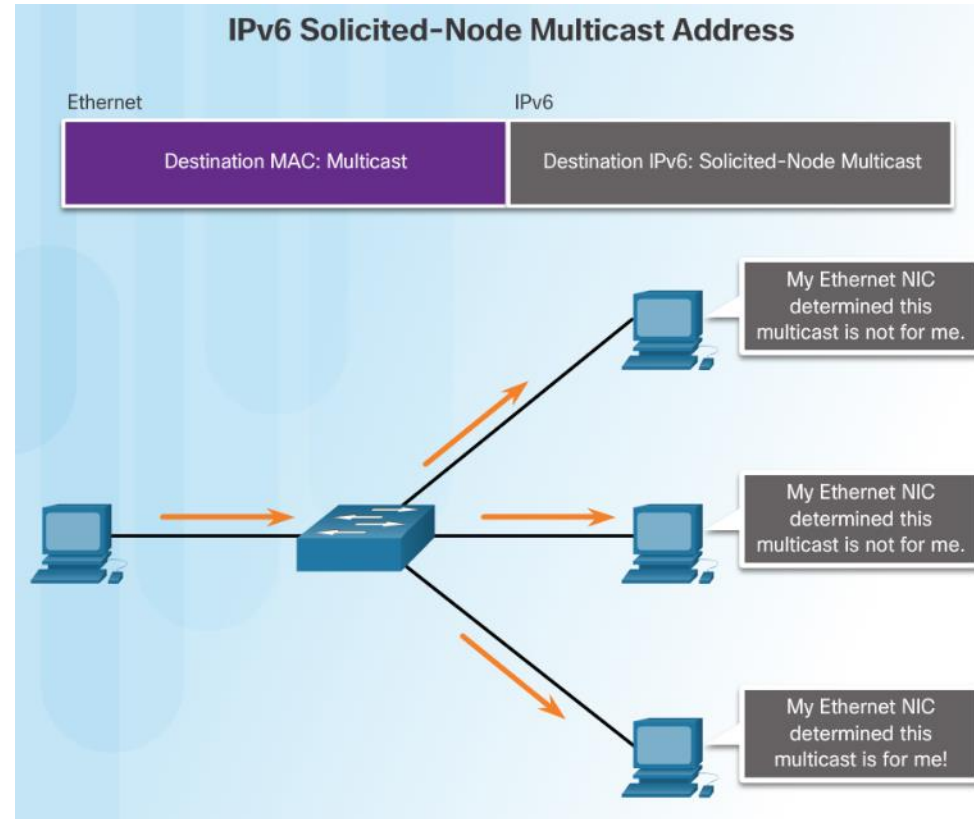 IPv6 Solicited-Node Multicast Address
Ethernet
IPv6
Destination MAC: Multicast
Destination IPv6: Solicited-Node Multicast
My Ethernet NIC
determined this
multicast is not for me.
My Ethernet NIC
determined this
multicast is not for me.
My Ethernet NIC
determined this
multicast is for me!